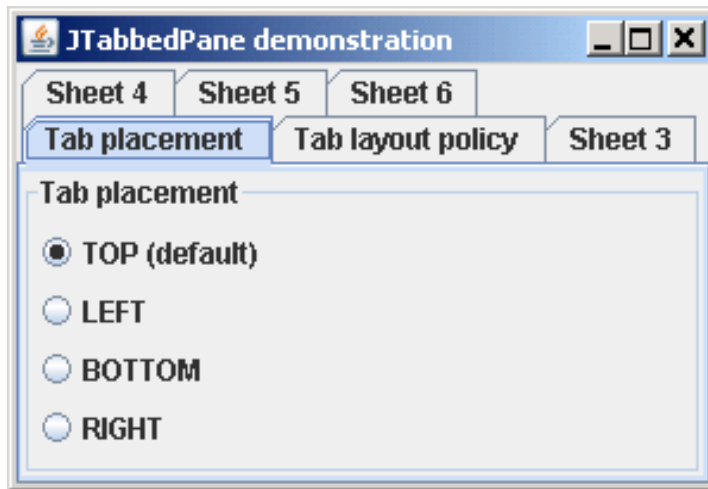 JTabbedPane demonstration
Sheet 4 Sheet 5 Sheet 6
Tab placement Tab layout policy Sheet 3
Tab placement
TOP (default)
LEFT
BOTTOM
RIGHT